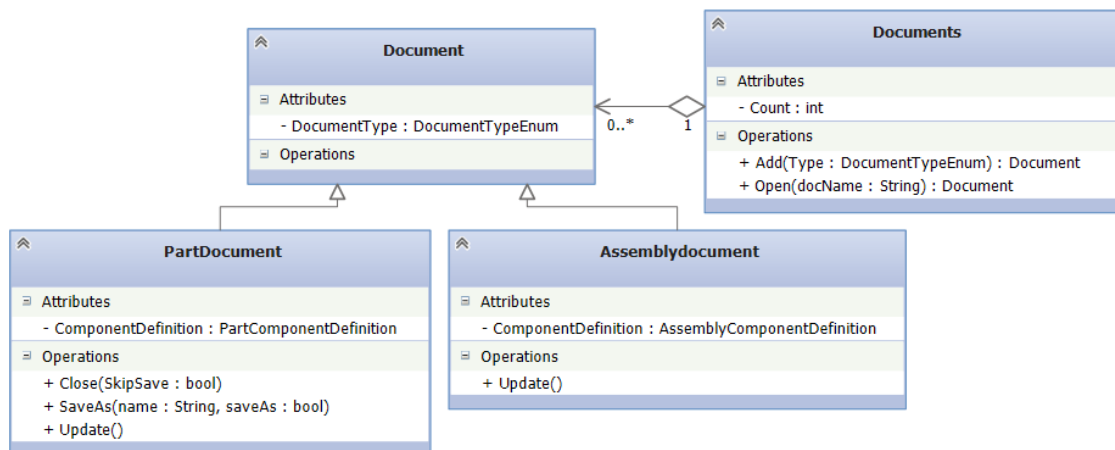 Document
Attributes
- DocumentType : DocumentTypeEnum
Operations
Documents
Attributes
- Count : int
Operations
+ Add(Type : DocumentTypeEnum) : Document
+ Open(docName : String) : Document
0..*
1
PartDocument
Attributes
- ComponentDefinition : PartComponentDefinition
Operations
+ Close(SkipSave : bool)
+ SaveAs(name : String, saveAs : bool)
+ Update()
Assemblydocument
Attributes
- ComponentDefinition : AssemblyComponentDefinition
Operations
+ Update()